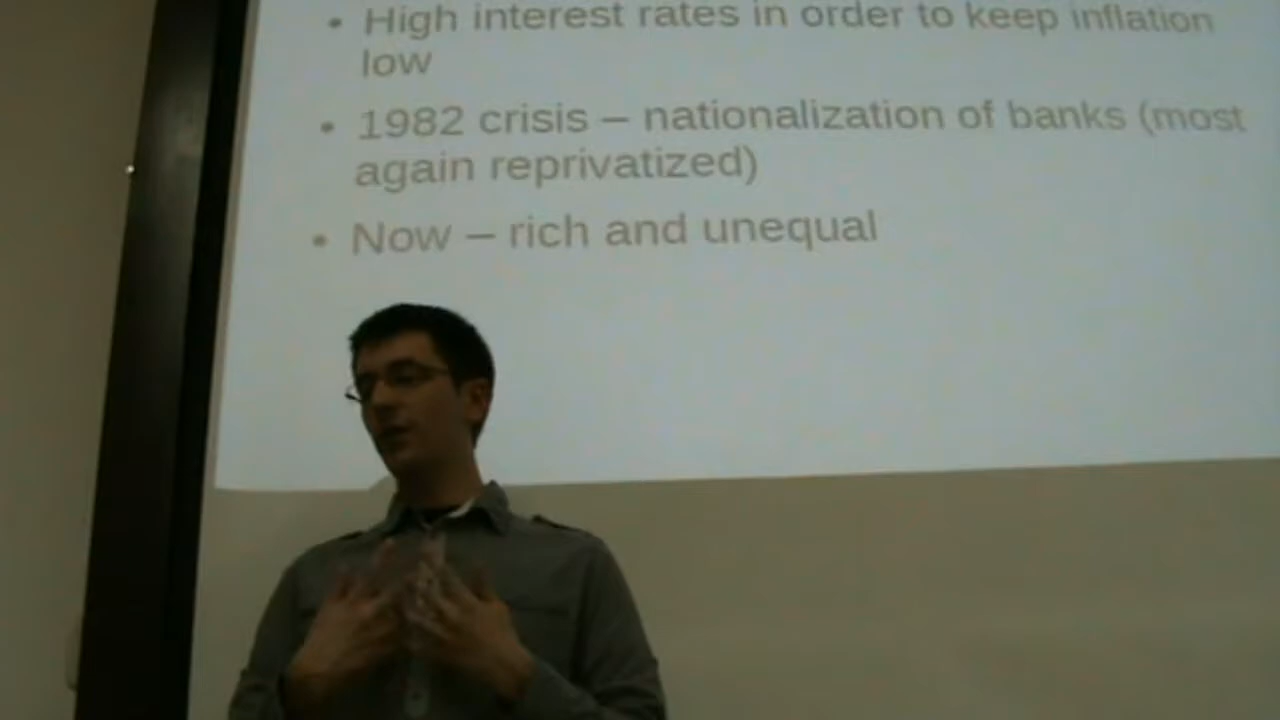 • High interest rates in order to keep inflation
low
• 1982 crisis – nationalization of banks (most
again reprivatized)
• Now – rich and unequal